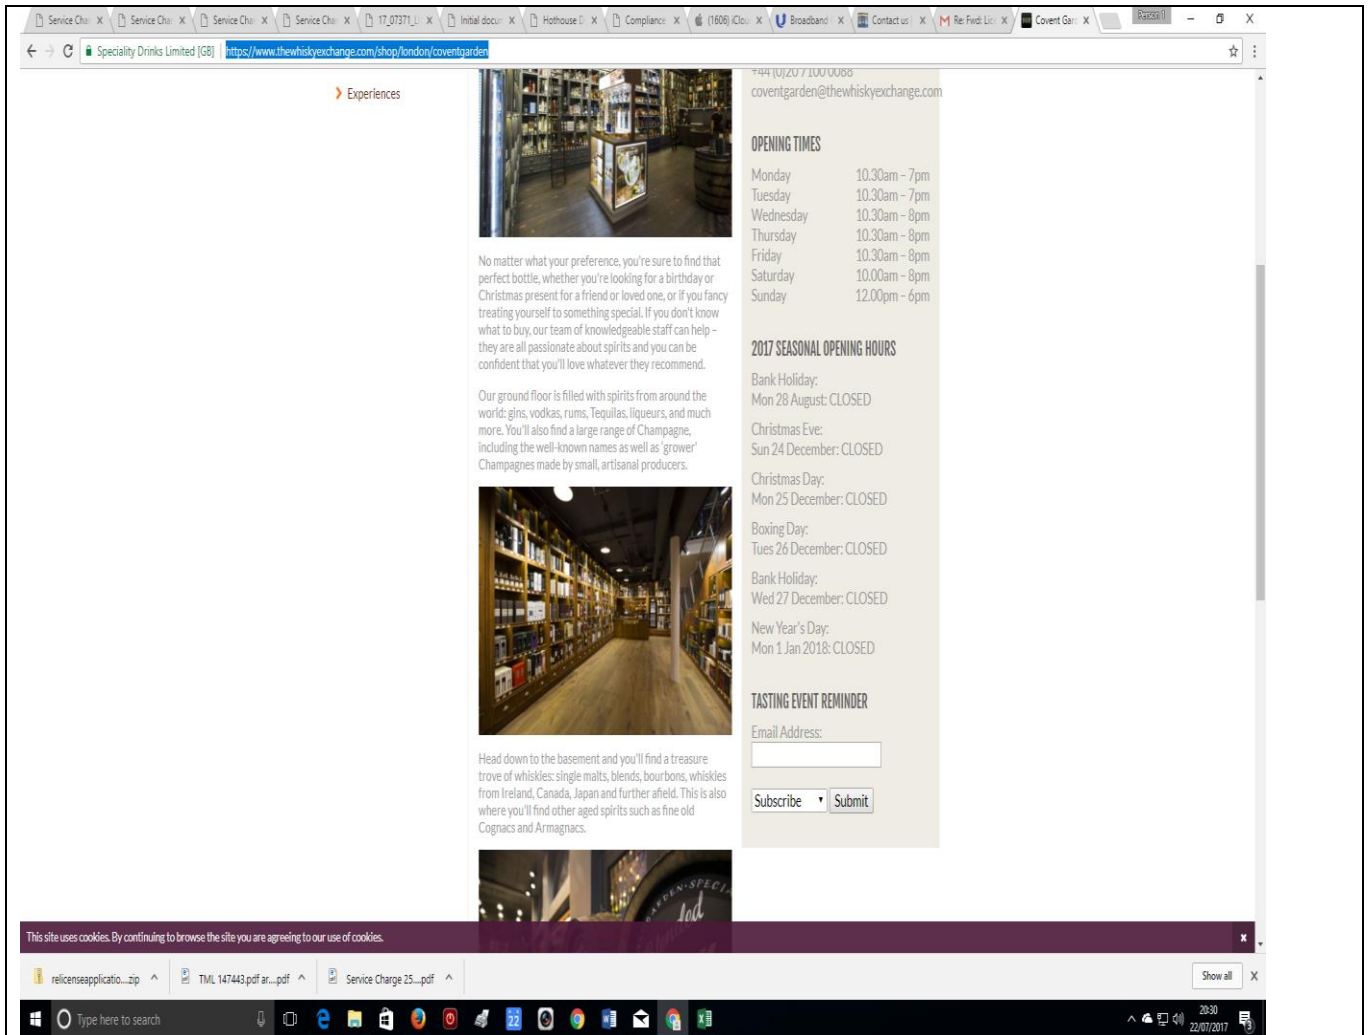 Service Cha
Service Cha
Service Cha
Service Cha
17_07371_Li
Initial docun
Hothouse D
Compliance
(1606) iClou
Broadband
Contact us |
Re: Fwd: Lic
Covent Gard
Speciality Drinks Limited [GB]
https://www.thewhiskyexchange.com/shop/london/coventgarden
Experiences
No matter what your preference, you're sure to find that
perfect bottle, whether you're looking for a birthday or
Christmas present for a friend or loved one, or if you fancy
treating yourself to something special. If you don't know
what to buy, our team of knowledgeable staff can help –
they are all passionate about spirits and you can be
confident that you'll love whatever they recommend.
Our ground floor is filled with spirits from around the
world: gins, vodkas, rums, Tequilas, liqueurs, and much
more. You'll also find a large range of Champagne,
including the well-known names as well as 'grower'
Champagnes made by small, artisanal producers.
Head down to the basement and you'll find a treasure
trove of whiskies: single malts, blends, bourbons, whiskies
from Ireland, Canada, Japan and further afield. This is also
where you'll find other aged spirits such as fine old
Cognacs and Armagnacs.
+44 (0)20 7100 0088
coventgarden@thewhiskyexchange.com
OPENING TIMES
Monday 10.30am – 7pm
Tuesday 10.30am – 7pm
Wednesday 10.30am – 8pm
Thursday 10.30am – 8pm
Friday 10.30am – 8pm
Saturday 10.00am – 8pm
Sunday 12.00pm – 6pm
2017 SEASONAL OPENING HOURS
Bank Holiday:
Mon 28 August: CLOSED
Christmas Eve:
Sun 24 December: CLOSED
Christmas Day:
Mon 25 December: CLOSED
Boxing Day:
Tues 26 December: CLOSED
Bank Holiday:
Wed 27 December: CLOSED
New Year's Day:
Mon 1 Jan 2018: CLOSED
TASTING EVENT REMINDER
Email Address:
Subscribe Submit
This site uses cookies. By continuing to browse the site you are agreeing to our use of cookies.
relicenseapplicatio....zip
TML 147443.pdf ar....pdf
Service Charge 25....pdf
Show all
Type here to search
22
20:30
22/07/2017